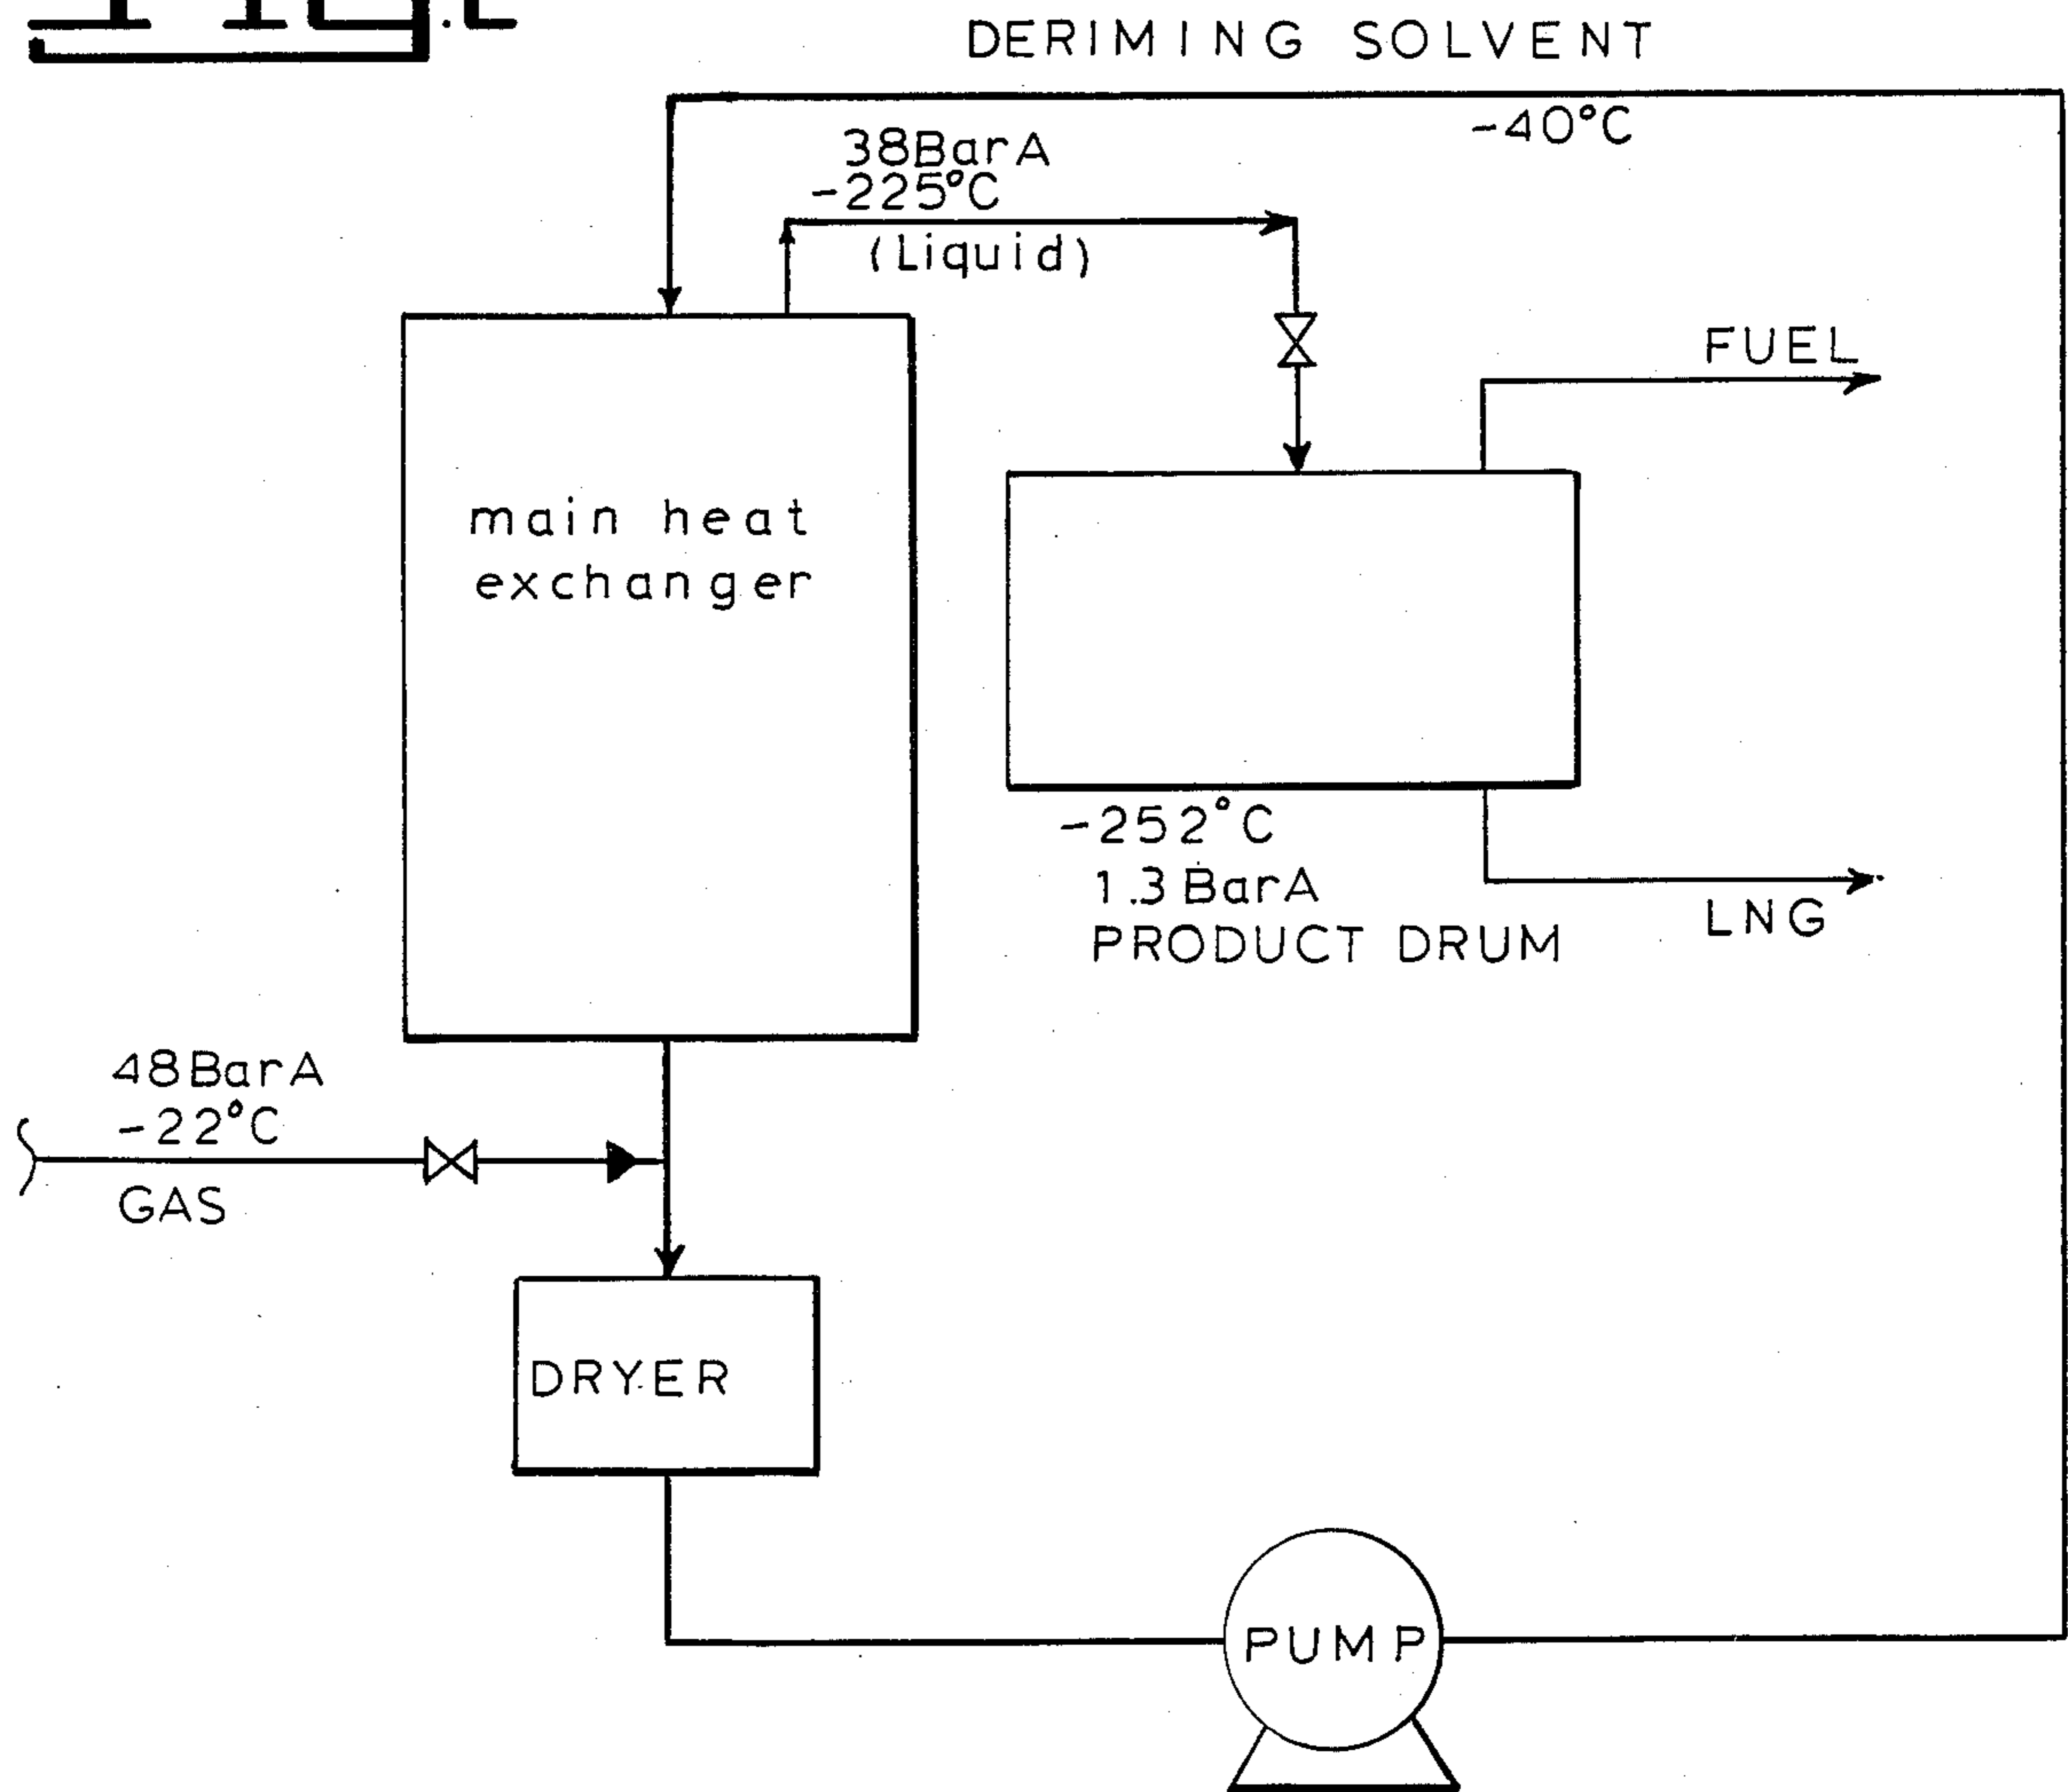 DERIMING SOLVENT
-40°C
38BarA
-225°C
(Liquid)
FUEL
main heat
exchanger
-252°C
1.3 BarA
PRODUCT DRUM
LNG
48BarA
-22°C
GAS
DRYER
PUMP